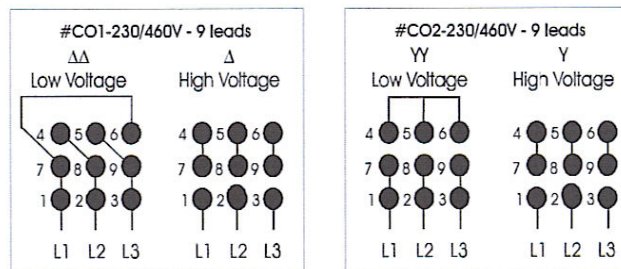 #CO1-230/460V - 9 leads
ΔΔ Δ
Low Voltage High Voltage
4 5 6 4 5 6
7 8 9 7 8 9
1 2 3 1 2 3
L1 L2 L3 L1 L2 L3
#CO2-230/460V - 9 leads
YY Y
Low Voltage High Voltage
4 5 6 4 5 6
7 8 9 7 8 9
1 2 3 1 2 3
L1 L2 L3 L1 L2 L3